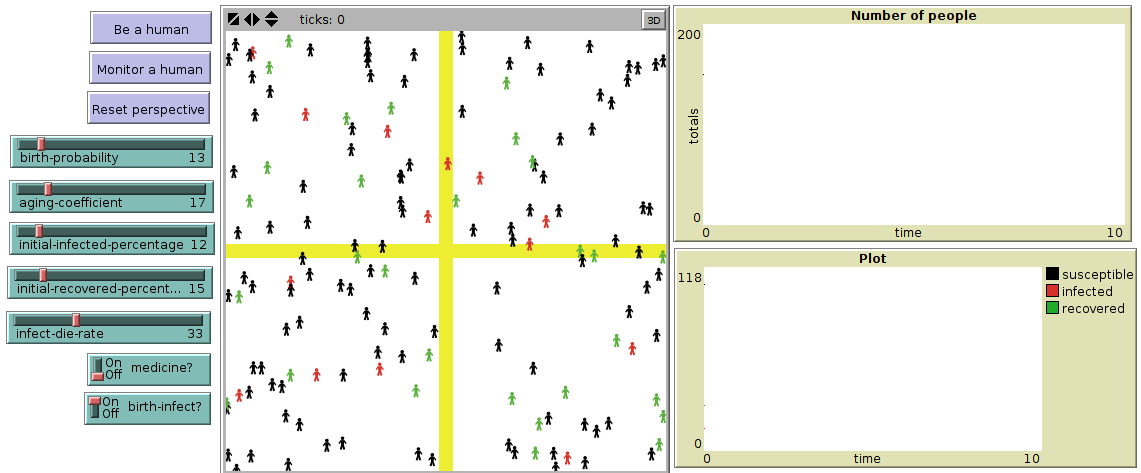 Be a human
Monitor a human
Reset perspective
birth-probability 13
aging-coefficient 17
initial-infected-percentage 12
initial-recovered-percent... 15
infect-die-rate 33
On
Off
medicine?
On
Off
birth-infect?
ticks: 0
3D
Number of people
200
totals
0
0 time 10
Plot
118
0
0 time 10
susceptible
infected
recovered